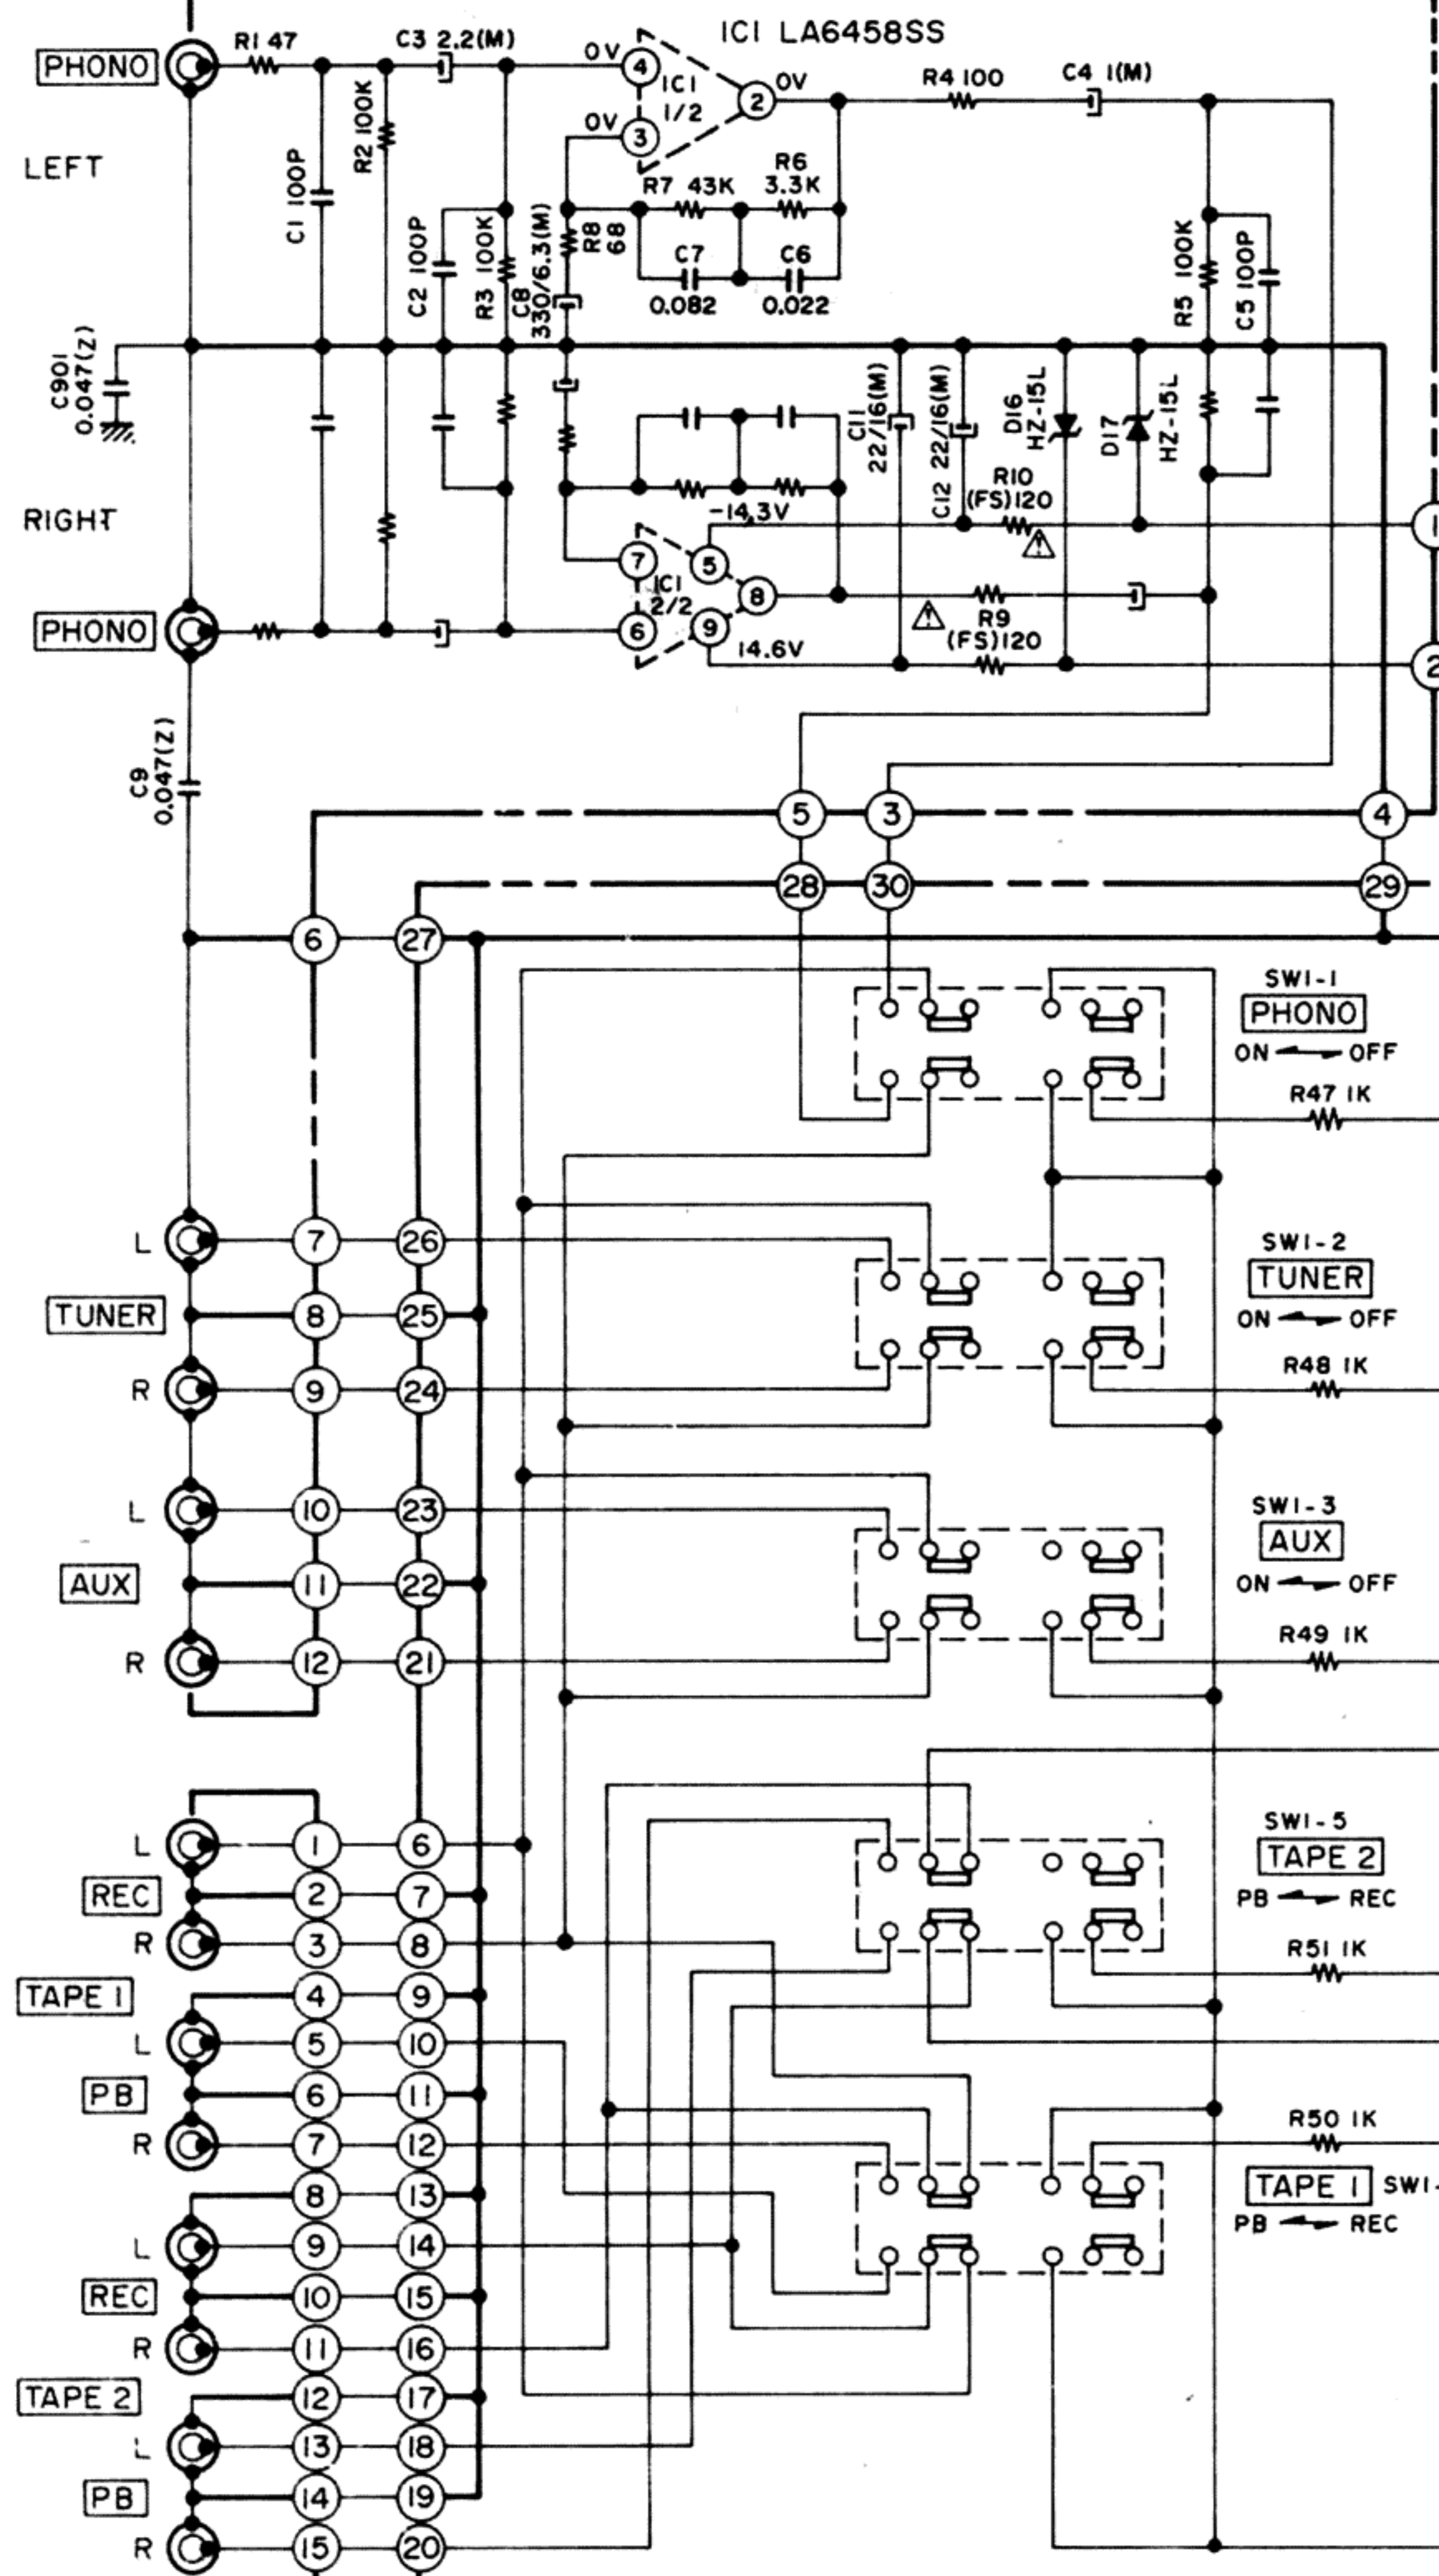 IC1 LA6458SS
PHONO
R1 47
C3 2.2(M)
0V
4
IC1
1/2
2
0V
R4 100
C4 1(M)
0V
3
LEFT
C1 100P
R2 100K
C2 100P
R3 100K
C8
330/6.3(M)
R8
68
R7 43K
R6
3.3K
C7
0.082
C6
0.022
R5 100K
C5 100P
C901
0.047(Z)
C11
22/16(M)
C12 22/16(M)
D16
HZ-15L
D17
HZ-15L
R10
(FS)120
-14.3V
1
RIGHT
7
5
IC1
2/2
8
6
9
14.6V
R9
(FS)120
2
PHONO
C9
0.047(Z)
5
3
4
28
30
29
6
27
SW1-1
PHONO
ON OFF
R47 1K
L
7
26
SW1-2
TUNER
ON OFF
TUNER
8
25
R48 1K
R
9
24
L
10
23
SW1-3
AUX
ON OFF
AUX
11
22
R49 1K
R
12
21
L
1
6
SW1-5
TAPE 2
PB REC
REC
2
7
R
3
8
R51 1K
TAPE 1
4
9
L
5
10
PB
6
11
R50 1K
R
7
12
8
13
TAPE 1 SW1-
PB REC
L
9
14
REC
10
15
R
11
16
TAPE 2
12
17
L
13
18
PB
14
19
R
15
20